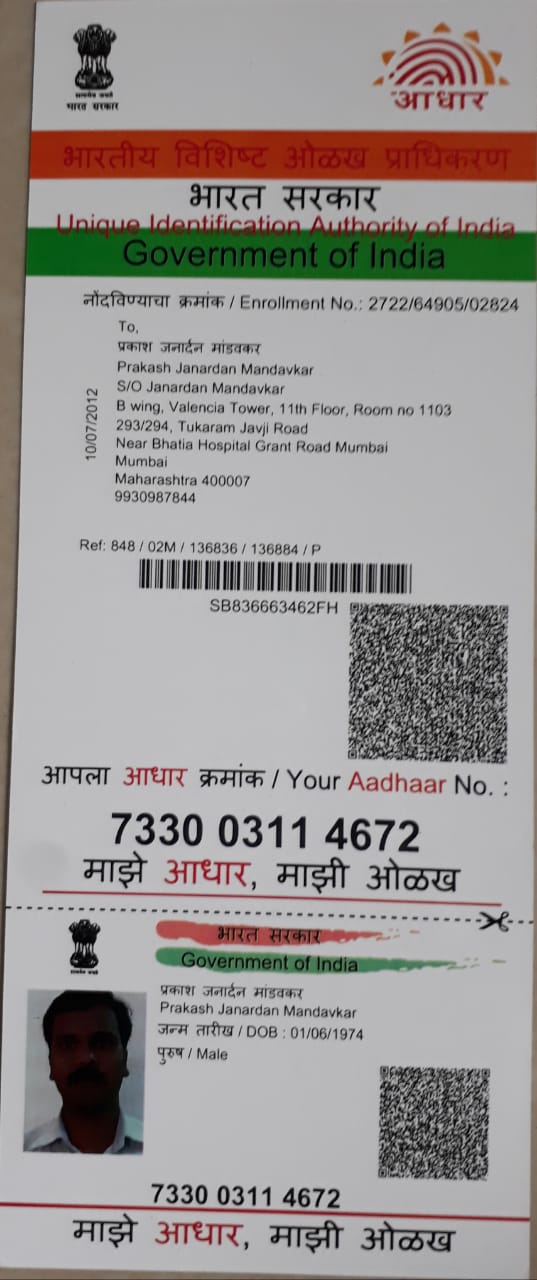 भारत सरकार
आधार
भारतीय विशिष्ट ओळख प्राधिकरण
भारत सरकार
Unique Identification Authority of India
Government of India
नोंदविण्याचा क्रमांक / Enrollment No.: 2722/64905/02824
To,
प्रकाश जनार्दन मांडवकर
Prakash Janardan Mandavkar
S/O Janardan Mandavkar
B wing, Valencia Tower, 11th Floor, Room no 1103
293/294, Tukaram Javji Road
Near Bhatia Hospital Grant Road Mumbai
Mumbai
Maharashtra 400007
9930987844
10/07/2012
Ref: 848 / 02M / 136836 / 136884 / P
SB836663462FH
आपला आधार क्रमांक / Your Aadhaar No. :
7330 0311 4672
माझे आधार, माझी ओळख
भारत सरकार
Government of India
प्रकाश जनार्दन मांडवकर
Prakash Janardan Mandavkar
जन्म तारीख / DOB : 01/06/1974
पुरुष / Male
7330 0311 4672
माझे आधार, माझी ओळख